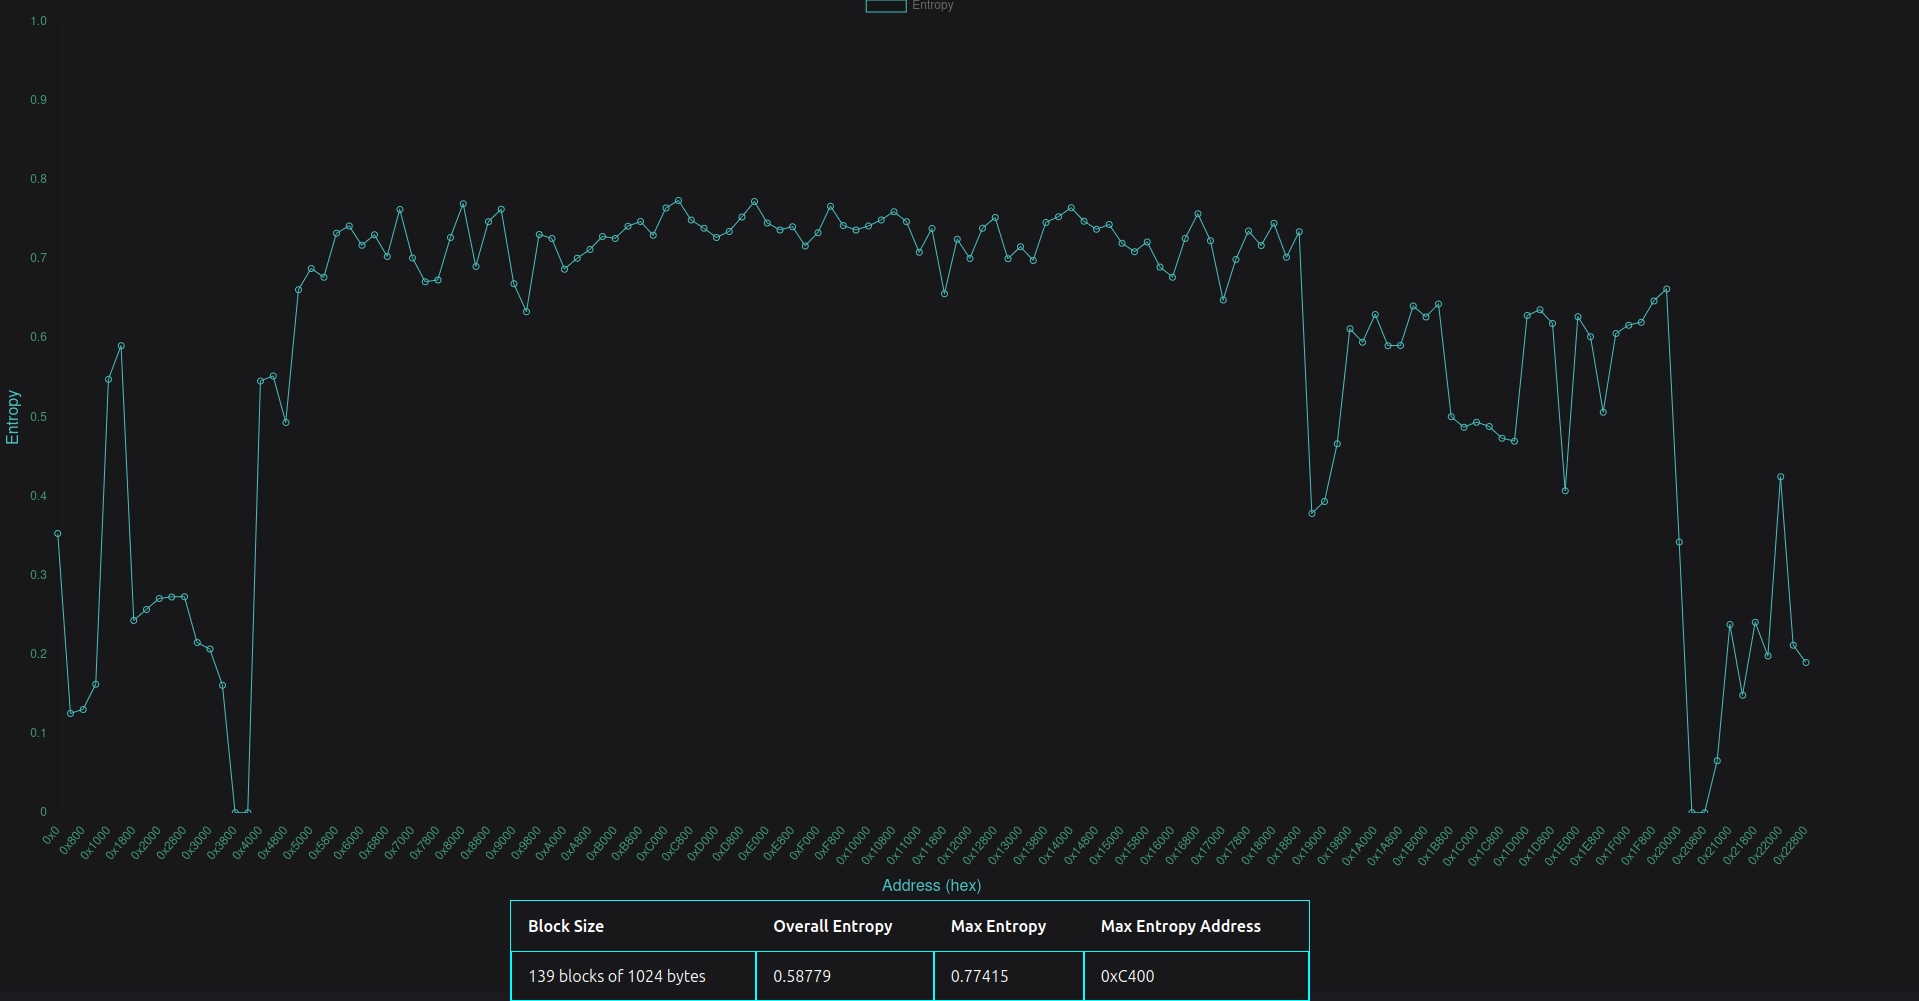 Entropy
1.0
0.9
0.8
0.7
0.6
0.5
0.4
0.3
0.2
0.1
0
Entropy
0x0 0x800 0x1000 0x1800 0x2000 0x2800 0x3000 0x3800 0x4000 0x4800 0x5000 0x5800 0x6000 0x6800 0x7000 0x7800 0x8000 0x8800 0x9000 0x9800 0xA000 0xA800 0xB000 0xB800 0xC000 0xC800 0xD000 0xD800 0xE000 0xE800 0xF000 0xF800 0x10000 0x10800 0x11000 0x11800 0x12000 0x12800 0x13000 0x13800 0x14000 0x14800 0x15000 0x15800 0x16000 0x16800 0x17000 0x17800 0x18000 0x18800 0x19000 0x19800 0x1A000 0x1A800 0x1B000 0x1B800 0x1C000 0x1C800 0x1D000 0x1D800 0x1E000 0x1E800 0x1F000 0x1F800 0x20000 0x20800 0x21000 0x21800 0x22000 0x22800
Address (hex)
Block Size Overall Entropy Max Entropy Max Entropy Address
139 blocks of 1024 bytes 0.58779 0.77415 0xC400